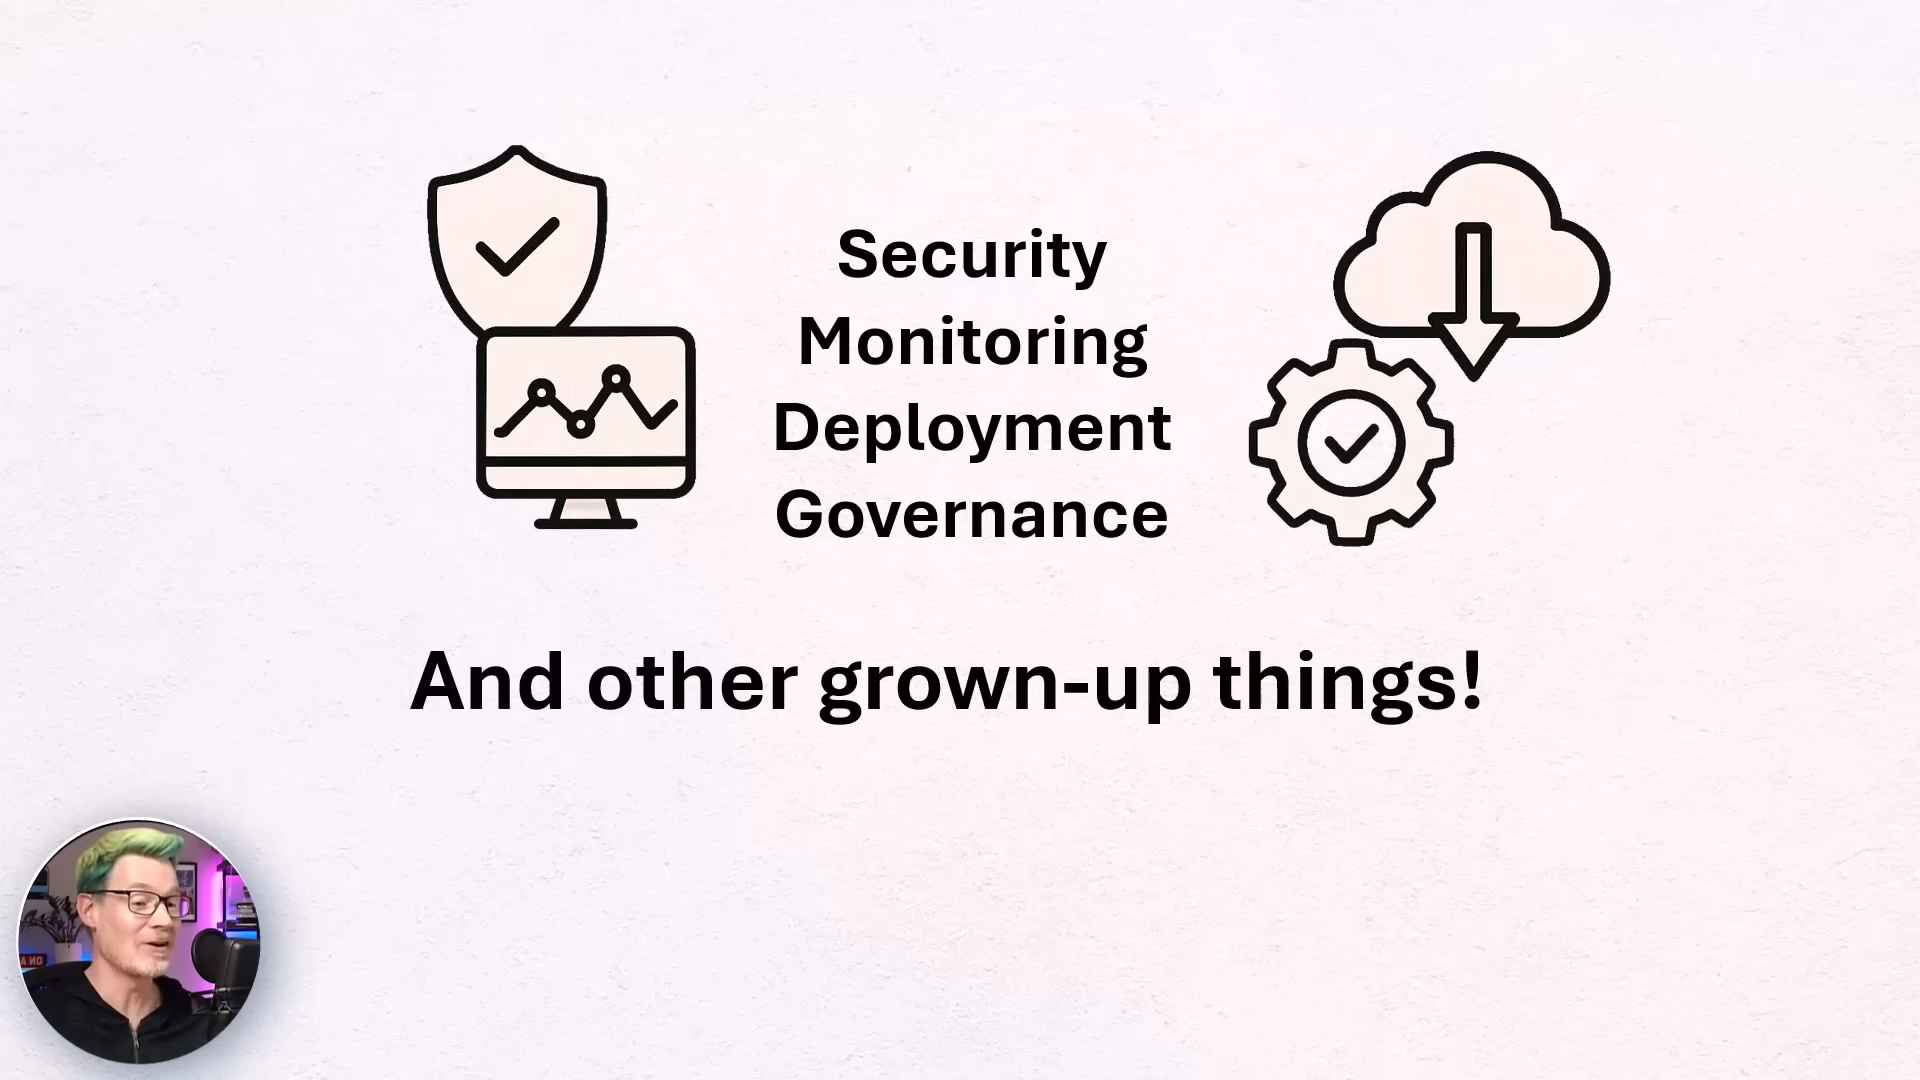 Security
Monitoring
Deployment
Governance
And other grown-up things!